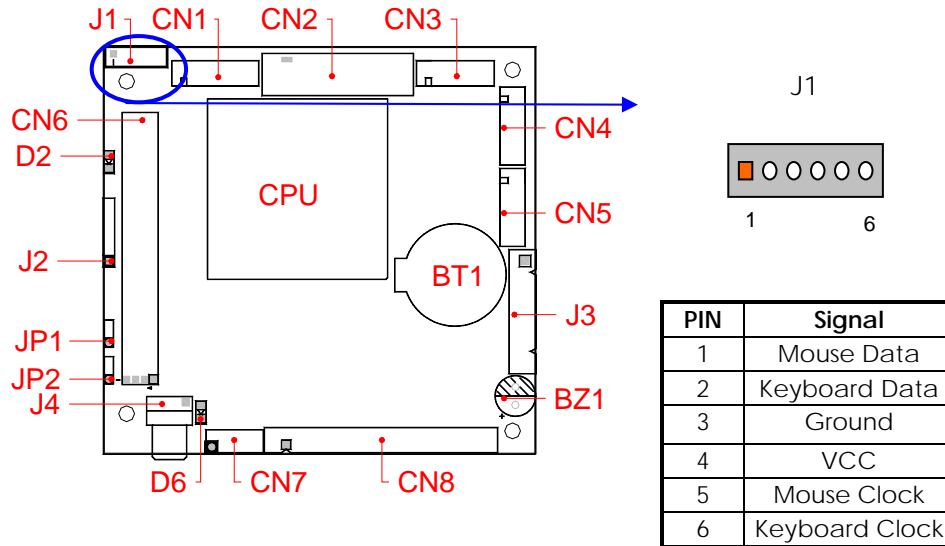 J1 CN1 CN2 CN3
J1
CN6
CN4
D2
CPU
CN5
1 6
J2
BT1
J3
PIN Signal
1 Mouse Data
JP1
2 Keyboard Data
JP2
3 Ground
J4
BZ1
4 VCC
5 Mouse Clock
D6 CN7 CN8
6 Keyboard Clock